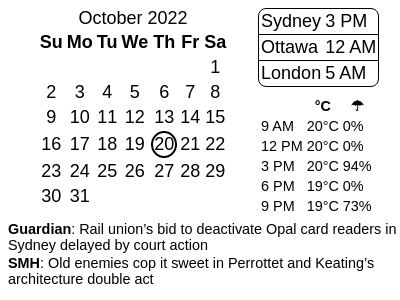 October 2022
Su Mo Tu We Th Fr Sa
1
2 3 4 5 6 7 8
9 10 11 12 13 14 15
16 17 18 19 20 21 22
23 24 25 26 27 28 29
30 31
Sydney 3 PM
Ottawa 12 AM
London 5 AM
°C ☂
9 AM 20°C 0%
12 PM 20°C 0%
3 PM 20°C 94%
6 PM 19°C 0%
9 PM 19°C 73%
Guardian: Rail union's bid to deactivate Opal card readers in
Sydney delayed by court action
SMH: Old enemies cop it sweet in Perrottet and Keating's
architecture double act